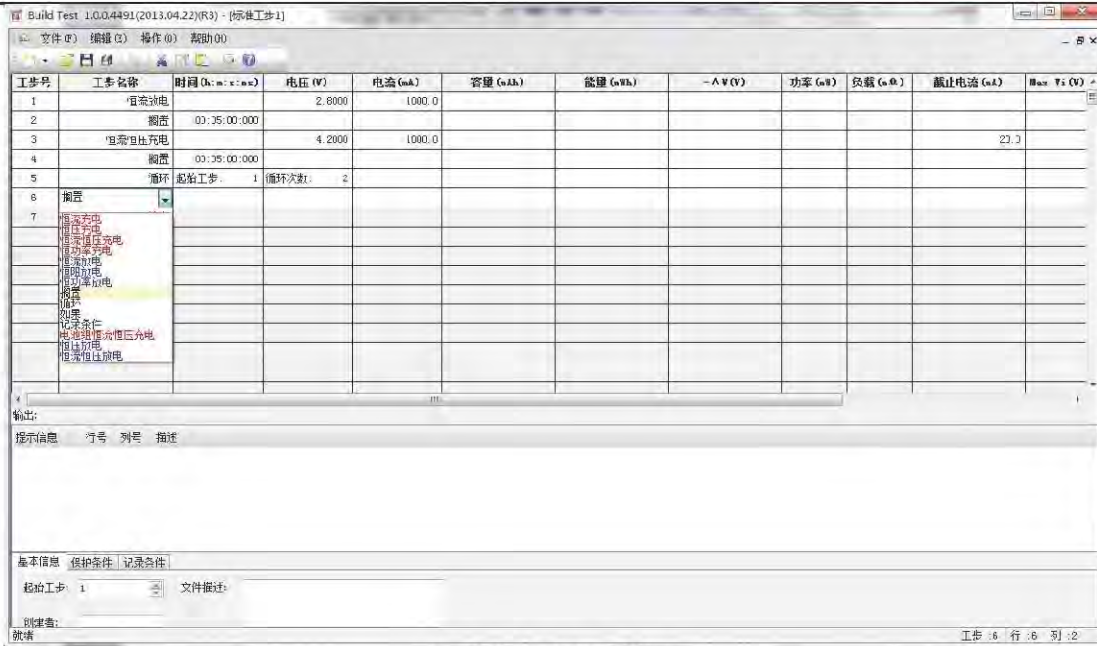 Build Test 1.0.0.4491(2013.04.22)(R3) - [标准工步1]
文件(F) 编辑(E) 操作(O) 帮助(H)
工步号 工步名称 时间(h:m:s:ms) 电压(V) 电流(mA) 容量(mAh) 能量(mWh) -ΔV(V) 功率(mW) 负载(mΩ) 截止电流(mA) Max Vi(V)
1 恒流放电 2.8000 1000.0
2 搁置 00:05:00:000
3 恒流恒压充电 4.2000 1000.0 20.0
4 搁置 00:05:00:000
5 循环 起始工步: 1 循环次数: 2
6 搁置
7
恒流充电
恒压充电
恒流恒压充电
恒功率充电
恒流放电
恒阻放电
恒功率放电
搁置
循环
如果
记录条件
电池组恒流恒压充电
恒压放电
恒流恒压放电
输出:
提示信息 行号 列号 描述
基本信息 保护条件 记录条件
起始工步: 1 文件描述:
创建者:
就绪 工步:6 行:6 列:2